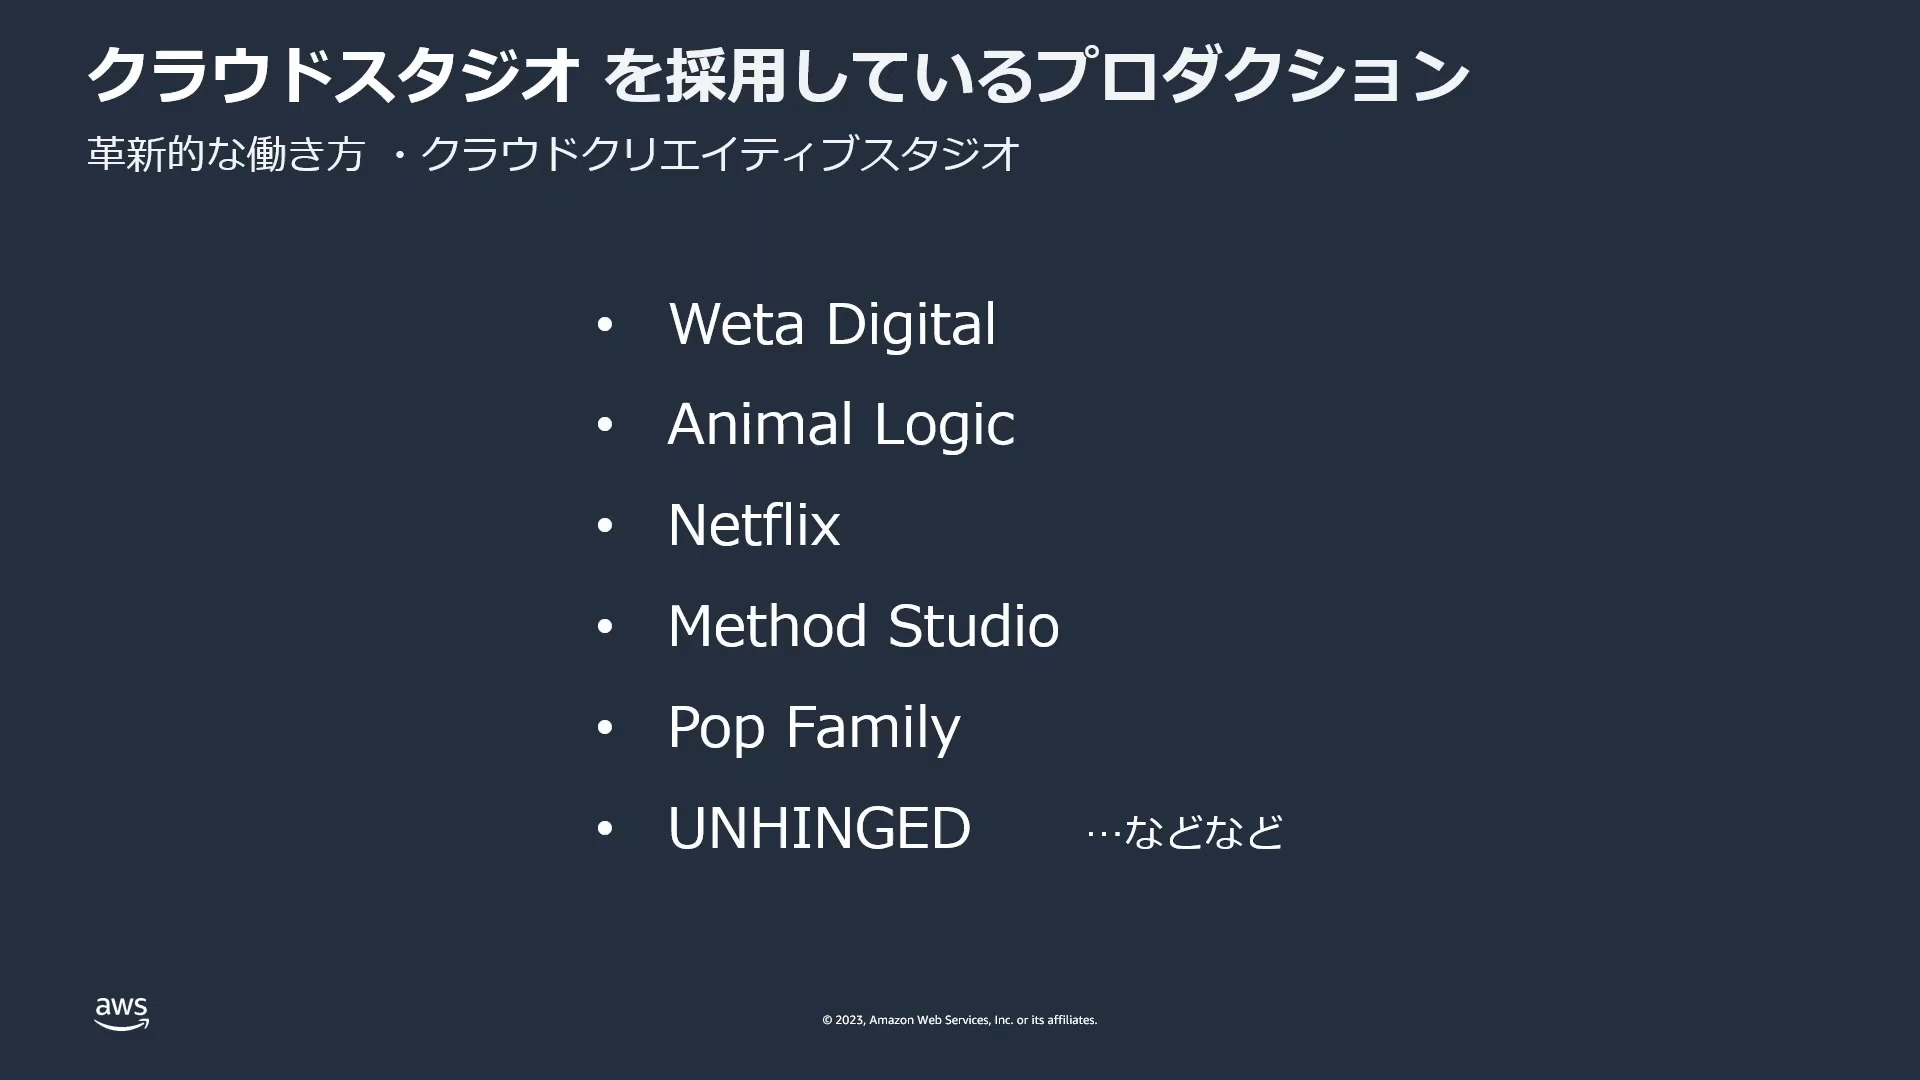 クラウドスタジオ を採用しているプロダクション
革新的な働き方 ・クラウドクリエイティブスタジオ
• Weta Digital
• Animal Logic
• Netflix
• Method Studio
• Pop Family
• UNHINGED …などなど
aws
© 2023, Amazon Web Services, Inc. or its affiliates.